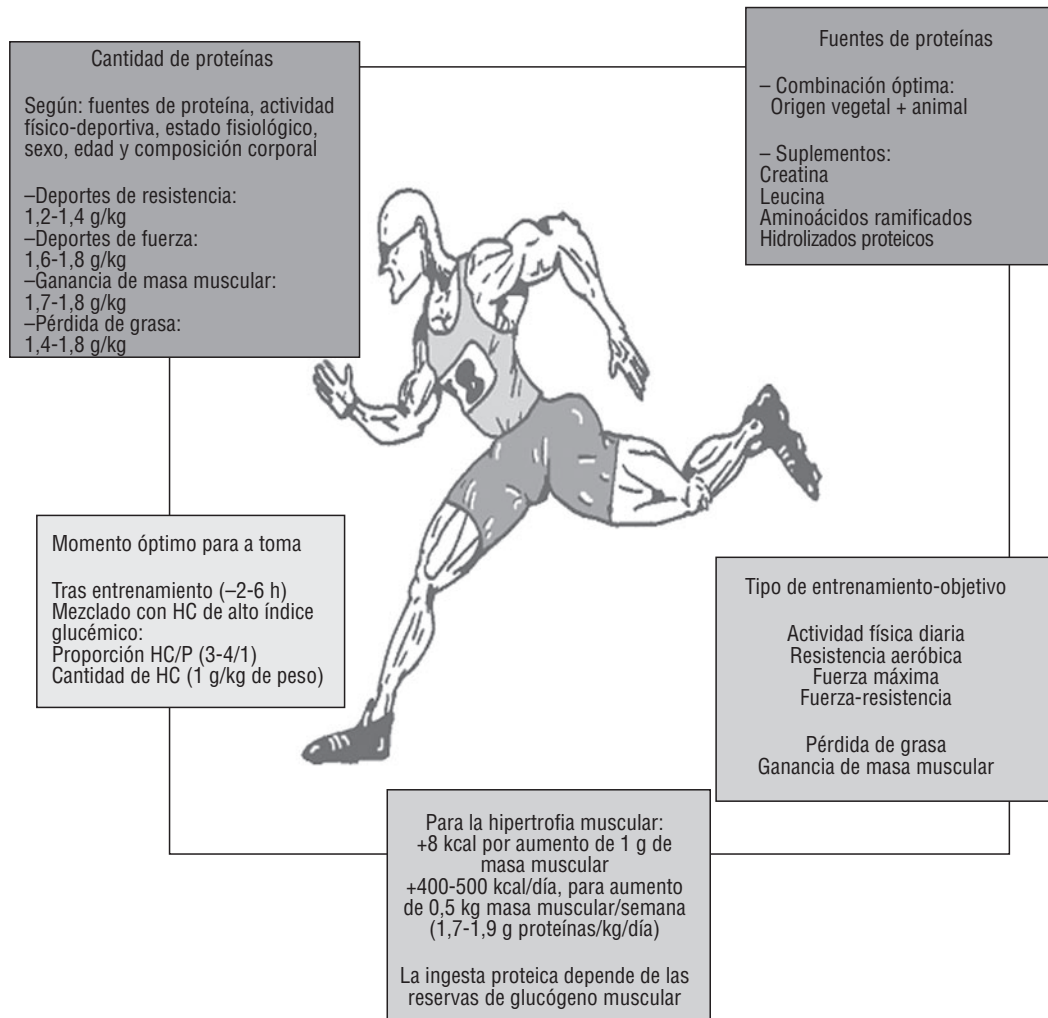 Cantidad de proteínas
Según: fuentes de proteína, actividad
físico-deportiva, estado fisiológico,
sexo, edad y composición corporal
–Deportes de resistencia:
1,2-1,4 g/kg
–Deportes de fuerza:
1,6-1,8 g/kg
–Ganancia de masa muscular:
1,7-1,8 g/kg
–Pérdida de grasa:
1,4-1,8 g/kg
Fuentes de proteínas
– Combinación óptima:
Origen vegetal + animal
– Suplementos:
Creatina
Leucina
Aminoácidos ramificados
Hidrolizados proteicos
Momento óptimo para a toma
Tras entrenamiento (–2-6 h)
Mezclado con HC de alto índice
glucémico:
Proporción HC/P (3-4/1)
Cantidad de HC (1 g/kg de peso)
Tipo de entrenamiento-objetivo
Actividad física diaria
Resistencia aeróbica
Fuerza máxima
Fuerza-resistencia
Pérdida de grasa
Ganancia de masa muscular
Para la hipertrofia muscular:
+8 kcal por aumento de 1 g de
masa muscular
+400-500 kcal/día, para aumento
de 0,5 kg masa muscular/semana
(1,7-1,9 g proteínas/kg/día)
La ingesta proteica depende de las
reservas de glucógeno muscular